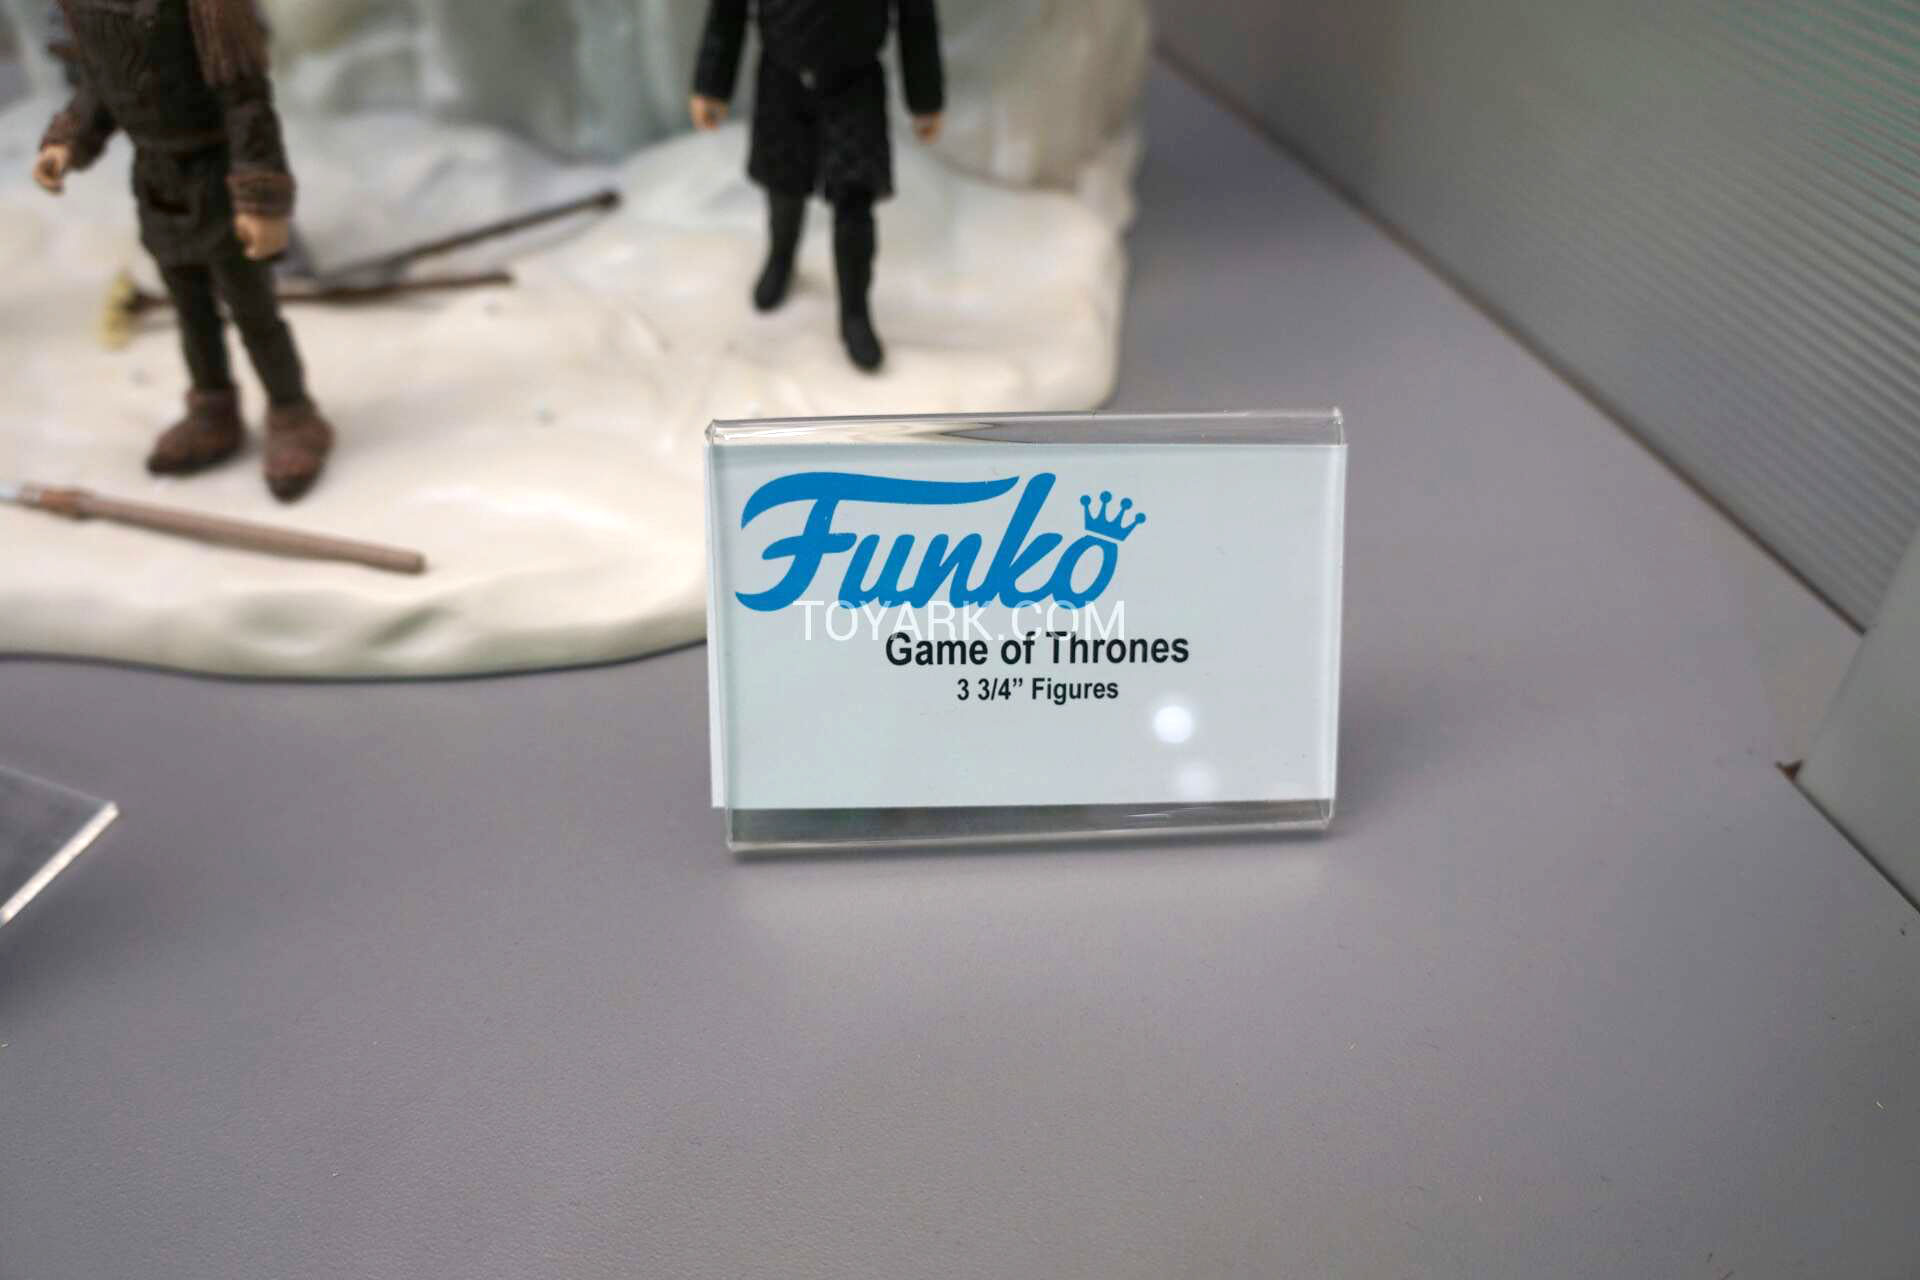 Funko
TOYARK.COM
Game of Thrones
3 3/4” Figures